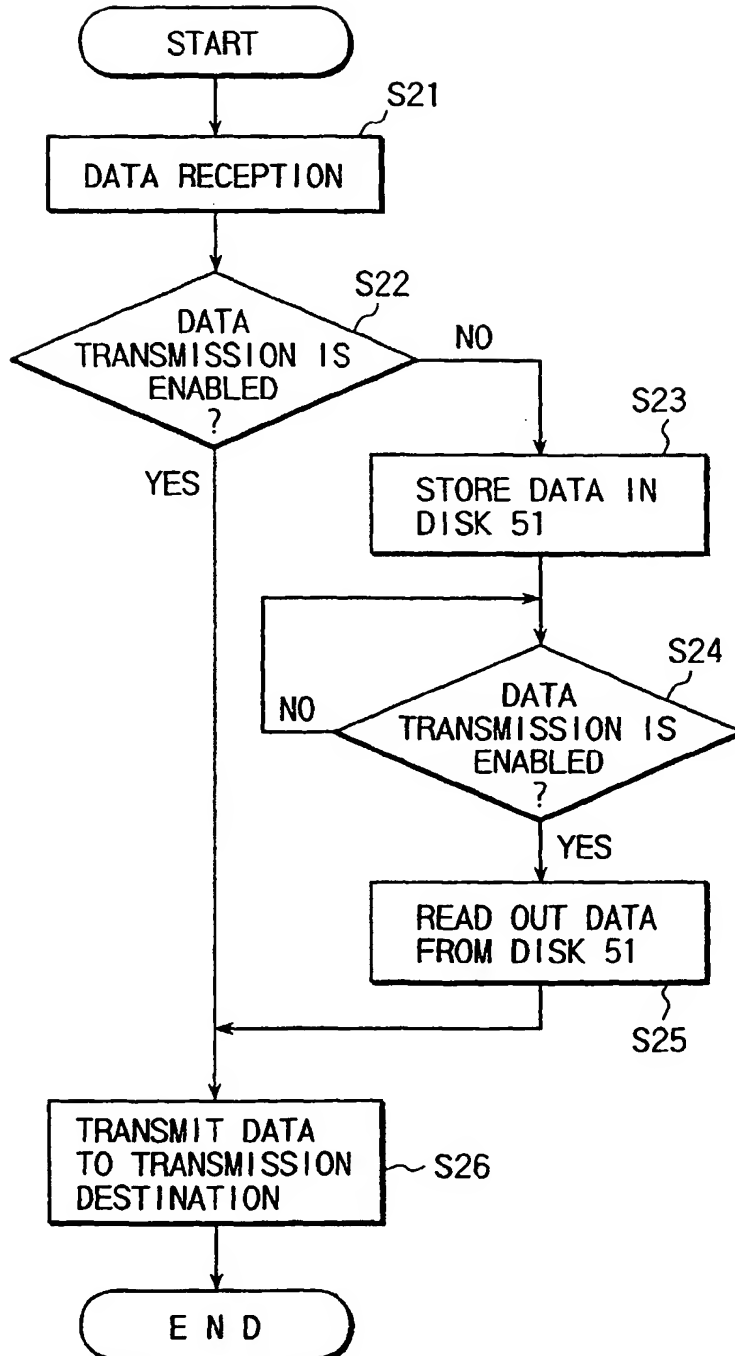 START
S21
DATA RECEPTION
S22
DATA
TRANSMISSION IS
ENABLED
?
NO
YES
S23
STORE DATA IN
DISK 51
S24
DATA
TRANSMISSION IS
ENABLED
?
NO
YES
READ OUT DATA
FROM DISK 51
S25
TRANSMIT DATA
TO TRANSMISSION
DESTINATION
S26
END